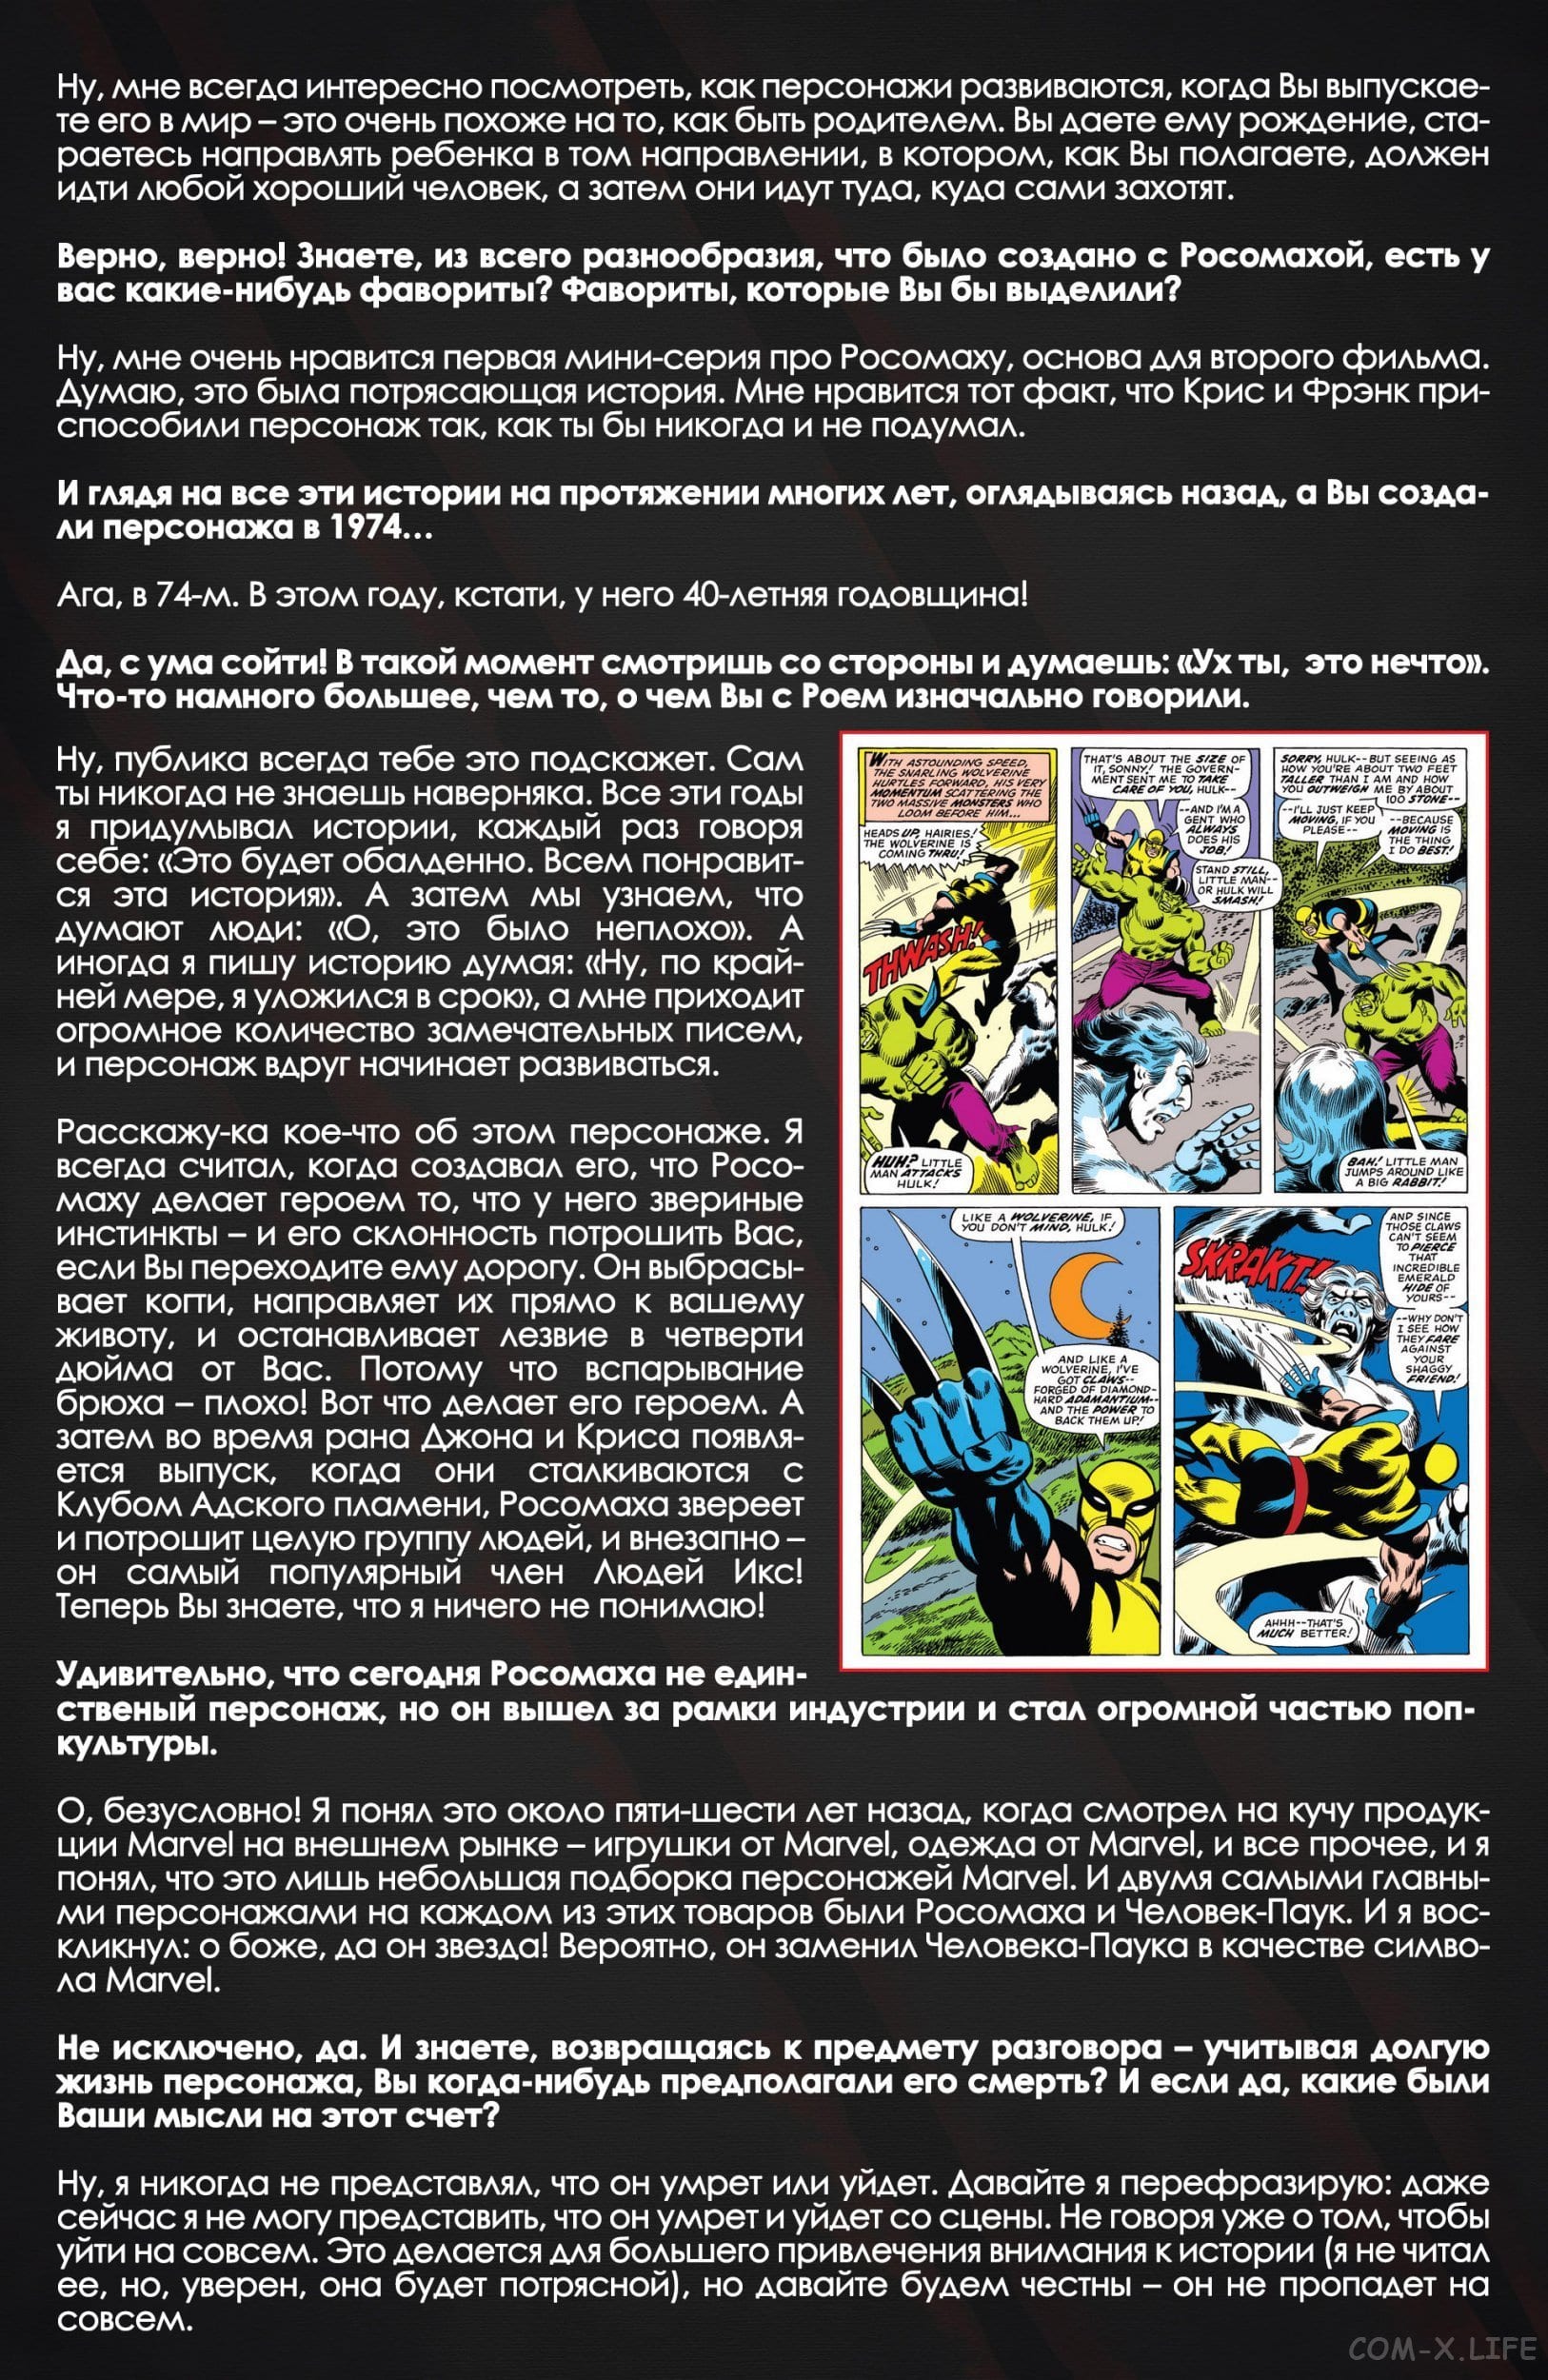 Ну, мне всегда интересно посмотреть, как персонажи развиваются, когда Вы выпускае-
те его в мир – это очень похоже на то, как быть родителем. Вы даете ему рождение, ста-
раетесь направлять ребенка в том направлении, в котором, как Вы полагаете, должен
идти любой хороший человек, а затем они идут туда, куда сами захотят.
Верно, верно! Знаете, из всего разнообразия, что было создано с Росомахой, есть у
вас какие-нибудь фавориты? Фавориты, которые Вы бы выделили?
Ну, мне очень нравится первая мини-серия про Росомаху, основа для второго фильма.
Думаю, это была потрясающая история. Мне нравится тот факт, что Крис и Фрэнк при-
способили персонаж так, как ты бы никогда и не подумал.
И глядя на все эти истории на протяжении многих лет, оглядываясь назад, а Вы созда-
ли персонажа в 1974...
Ага, в 74-м. В этом году, кстати, у него 40-летняя годовщина!
Да, с ума сойти! В такой момент смотришь со стороны и думаешь: «Ух ты, это нечто».
Что-то намного большее, чем то, о чем Вы с Роем изначально говорили.
Ну, публика всегда тебе это подскажет. Сам
ты никогда не знаешь наверняка. Все эти годы
я придумывал истории, каждый раз говоря
себе: «Это будет обалденно. Всем понравит-
ся эта история». А затем мы узнаем, что
думают люди: «О, это было неплохо». А
иногда я пишу историю думая: «Ну, по край-
ней мере, я уложился в срок», а мне приходит
огромное количество замечательных писем,
и персонаж вдруг начинает развиваться.
Расскажу-ка кое-что об этом персонаже. Я
всегда считал, когда создавал его, что Росо-
маху делает героем то, что у него звериные
инстинкты – и его склонность потрошить Вас,
если Вы переходите ему дорогу. Он выбрасы-
вает когти, направляет их прямо к вашему
животу, и останавливает лезвие в четверти
дюйма от Вас. Потому что вспарывание
брюха – плохо! Вот что делает его героем. А
затем во время рана Джона и Криса появля-
ется выпуск, когда они сталкиваются с
Клубом Адского пламени, Росомаха звереет
и потрошит целую группу людей, и внезапно –
он самый популярный член Людей Икс!
Теперь Вы знаете, что я ничего не понимаю!
WITH ASTOUNDING SPEED,
THE SNARLING WOLVERINE
HURTLES FORWARD, HIS VERY
MOMENTUM SCATTERING THE
TWO MASSIVE MONSTERS WHO
LOOM BEFORE HIM...
HEADS UP, HAIRIES!
THE WOLVERINE IS
COMING THRU!
THWASH!
HUH? LITTLE
MAN ATTACKS
HULK!
THAT'S ABOUT THE SIZE OF
IT, SONNY! THE GOVERN-
MENT SENT ME TO TAKE
CARE OF YOU, HULK--
--AND I'M A
GENT WHO
ALWAYS
DOES HIS
JOB!
STAND STILL,
LITTLE MAN--
OR HULK WILL
SMASH!
SORRY, HULK--BUT SEEING AS
HOW YOU'RE ABOUT TWO FEET
TALLER THAN I AM AND HOW
YOU OUTWEIGH ME BY ABOUT
100 STONE--
--I'LL JUST KEEP
MOVING, IF YOU
PLEASE--
--BECAUSE
MOVING IS
THE THING
I DO BEST!
BAH! LITTLE MAN
JUMPS AROUND LIKE
A BIG RABBIT!
LIKE A WOLVERINE, IF
YOU DON'T MIND, HULK!
AND LIKE A
WOLVERINE, I'VE
GOT CLAWS--
FORGED OF DIAMOND-
HARD ADAMANTIUM--
AND THE POWER TO
BACK THEM UP!
SKRAKT!
AND SINCE
THOSE CLAWS
CAN'T SEEM
TO PIERCE
THAT
INCREDIBLE
EMERALD
HIDE OF
YOURS--
--WHY DON'T
I SEE HOW
THEY FARE
AGAINST
YOUR
SHAGGY
FRIEND!
AHHH--THAT'S
MUCH BETTER!
Удивительно, что сегодня Росомаха не един-
ственый персонаж, но он вышел за рамки индустрии и стал огромной частью поп-
культуры.
О, безусловно! Я понял это около пяти-шести лет назад, когда смотрел на кучу продук-
ции Marvel на внешнем рынке – игрушки от Marvel, одежда от Marvel, и все прочее, и я
понял, что это лишь небольшая подборка персонажей Marvel. И двумя самыми главны-
ми персонажами на каждом из этих товаров были Росомаха и Человек-Паук. И я вос-
кликнул: о боже, да он звезда! Вероятно, он заменил Человека-Паука в качестве симво-
ла Marvel.
Не исключено, да. И знаете, возвращаясь к предмету разговора – учитывая долгую
жизнь персонажа, Вы когда-нибудь предполагали его смерть? И если да, какие были
Ваши мысли на этот счет?
Ну, я никогда не представлял, что он умрет или уйдет. Давайте я перефразирую: даже
сейчас я не могу представить, что он умрет и уйдет со сцены. Не говоря уже о том, чтобы
уйти на совсем. Это делается для большего привлечения внимания к истории (я не читал
ее, но, уверен, она будет потрясной), но давайте будем честны – он не пропадет на
совсем.
COM-X.LIFE